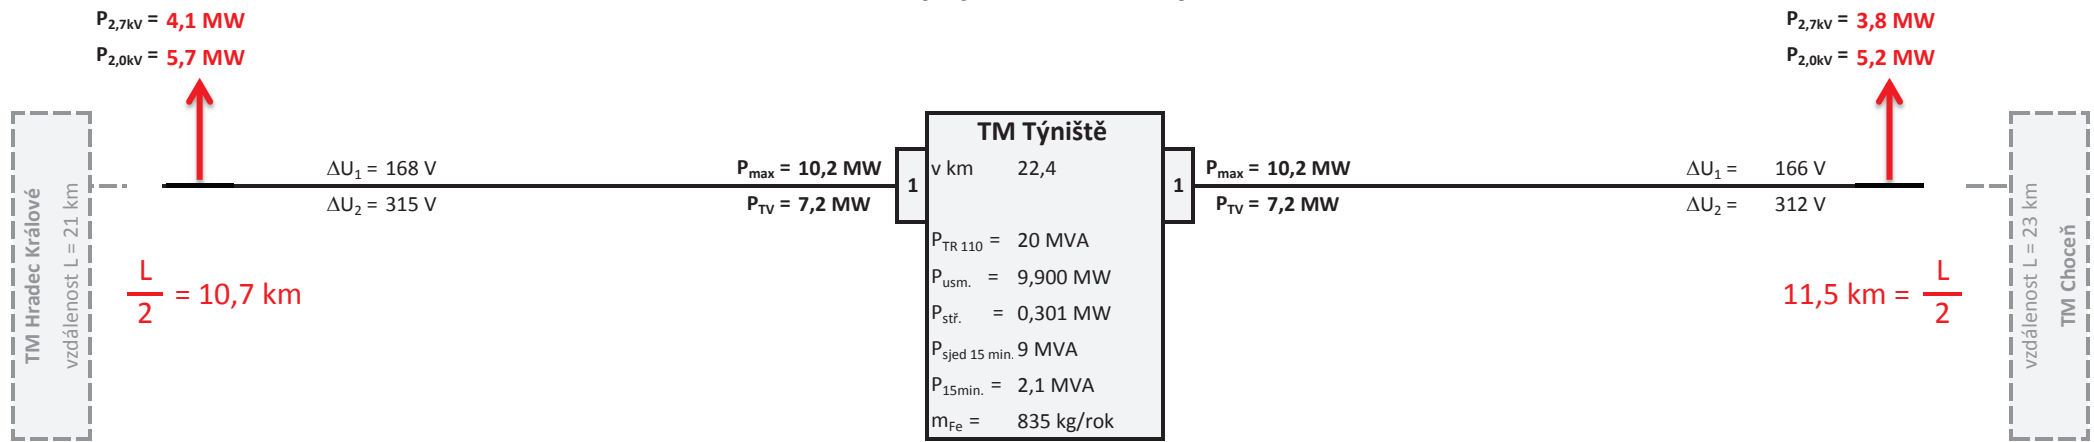 P2,7kV = 4,1 MW
P2,0kV = 5,7 MW
P2,7kV = 3,8 MW
P2,0kV = 5,2 MW
TM Hradec Králové
vzdálenost L = 21 km
ΔU1 = 168 V
ΔU2 = 315 V
L
2
= 10,7 km
Pmax = 10,2 MW
PTV = 7,2 MW
1
TM Týniště
v km 22,4
PTR 110 = 20 MVA
Pusm. = 9,900 MW
Pstř. = 0,301 MW
Psjed 15 min. 9 MVA
P15min. = 2,1 MVA
mFe = 835 kg/rok
1
Pmax = 10,2 MW
PTV = 7,2 MW
ΔU1 = 166 V
ΔU2 = 312 V
11,5 km =
L
2
vzdálenost L = 23 km
TM Choceň